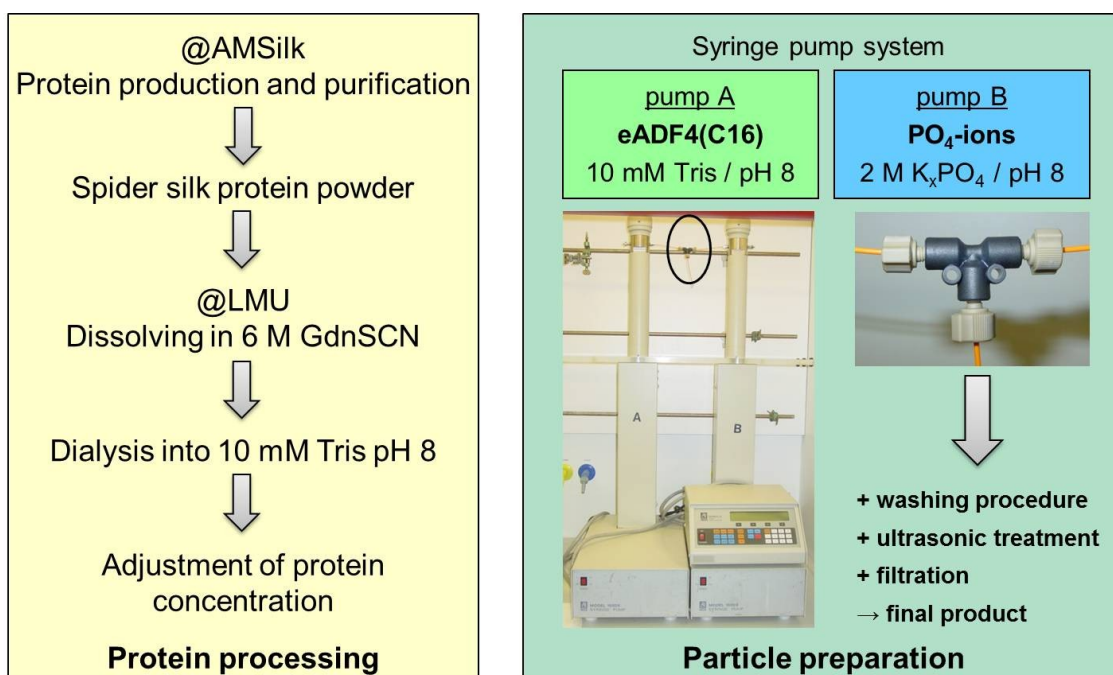 @AMSilk
Protein production and purification
Spider silk protein powder
@LMU
Dissolving in 6 M GdnSCN
Dialysis into 10 mM Tris pH 8
Adjustment of protein
concentration
Protein processing
Syringe pump system
pump A
eADF4(C16)
10 mM Tris / pH 8
pump B
PO₄-ions
2 M KₓPO₄ / pH 8
A
B
+ washing procedure
+ ultrasonic treatment
+ filtration
→ final product
Particle preparation